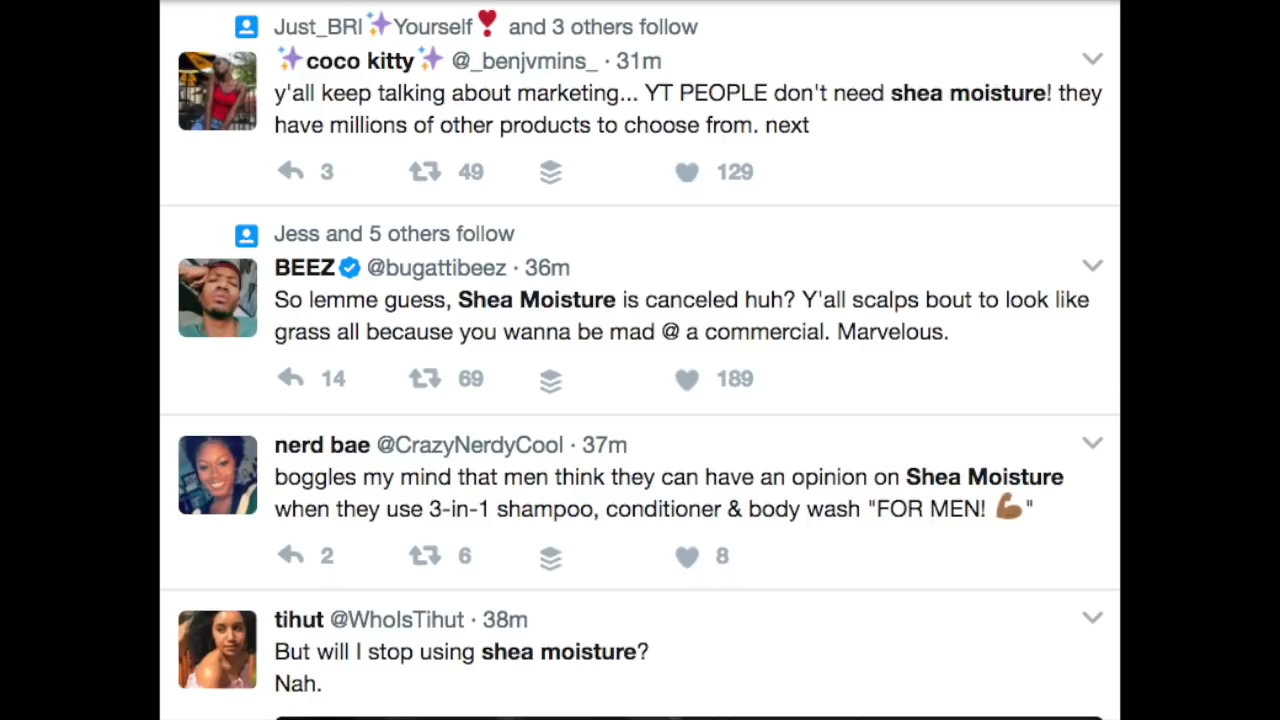 Just_BRI✨Yourself❣ and 3 others follow
✨coco kitty✨ @_benjvmins_ · 31m
y'all keep talking about marketing... YT PEOPLE don't need shea moisture! they
have millions of other products to choose from. next
3 49 129
Jess and 5 others follow
BEEZ @bugattibeez · 36m
So lemme guess, Shea Moisture is canceled huh? Y'all scalps bout to look like
grass all because you wanna be mad @ a commercial. Marvelous.
14 69 189
nerd bae @CrazyNerdyCool · 37m
boggles my mind that men think they can have an opinion on Shea Moisture
when they use 3-in-1 shampoo, conditioner & body wash "FOR MEN! 💪🏾"
2 6 8
tihut @WhoIsTihut · 38m
But will I stop using shea moisture?
Nah.